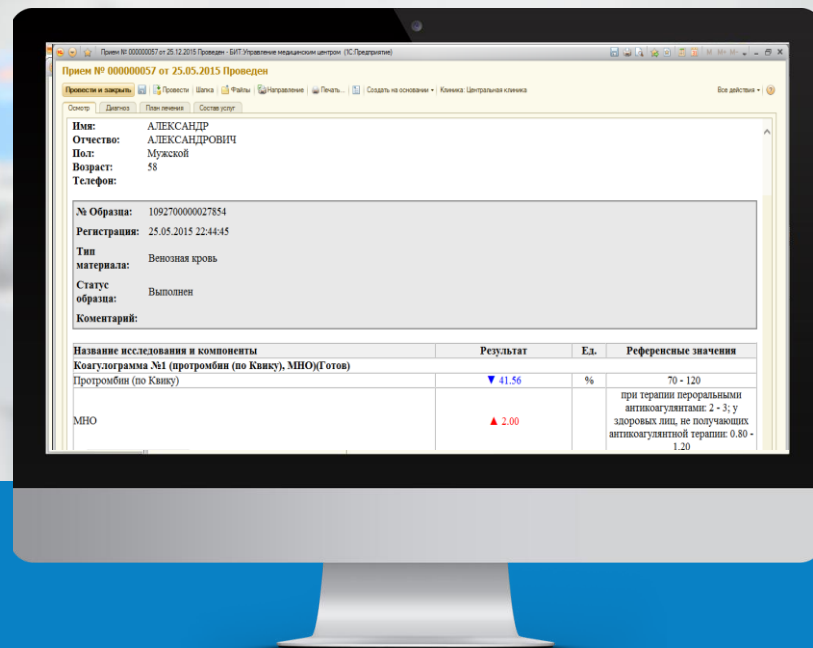 Прием № 000000057 от 25.12.2015 Проведен - БИТ.Управление медицинским центром (1С:Предприятие)
M M+ M-
Прием № 000000057 от 25.05.2015 Проведен
Провести и закрыть Провести Шапка Файлы Направление Печать... Создать на основании Клиника: Центральная клиника Все действия
Осмотр Диагноз План лечения Состав услуг
Имя: АЛЕКСАНДР
Отчество: АЛЕКСАНДРОВИЧ
Пол: Мужской
Возраст: 58
Телефон:
№ Образца: 1092700000027854
Регистрация: 25.05.2015 22:44:45
Тип
материала: Венозная кровь
Статус
образца: Выполнен
Коментарий:
Название исследования и компоненты Результат Ед. Референсные значения
Коагулограмма №1 (протромбин (по Квику), МНО)(Готов)
Протромбин (по Квику) ▼ 41.56 % 70 - 120
МНО ▲ 2.00 при терапии пероральными
антикоагулянтами: 2 - 3; у
здоровых лиц, не получающих
антикоагулянтной терапии: 0.80 -
1.20